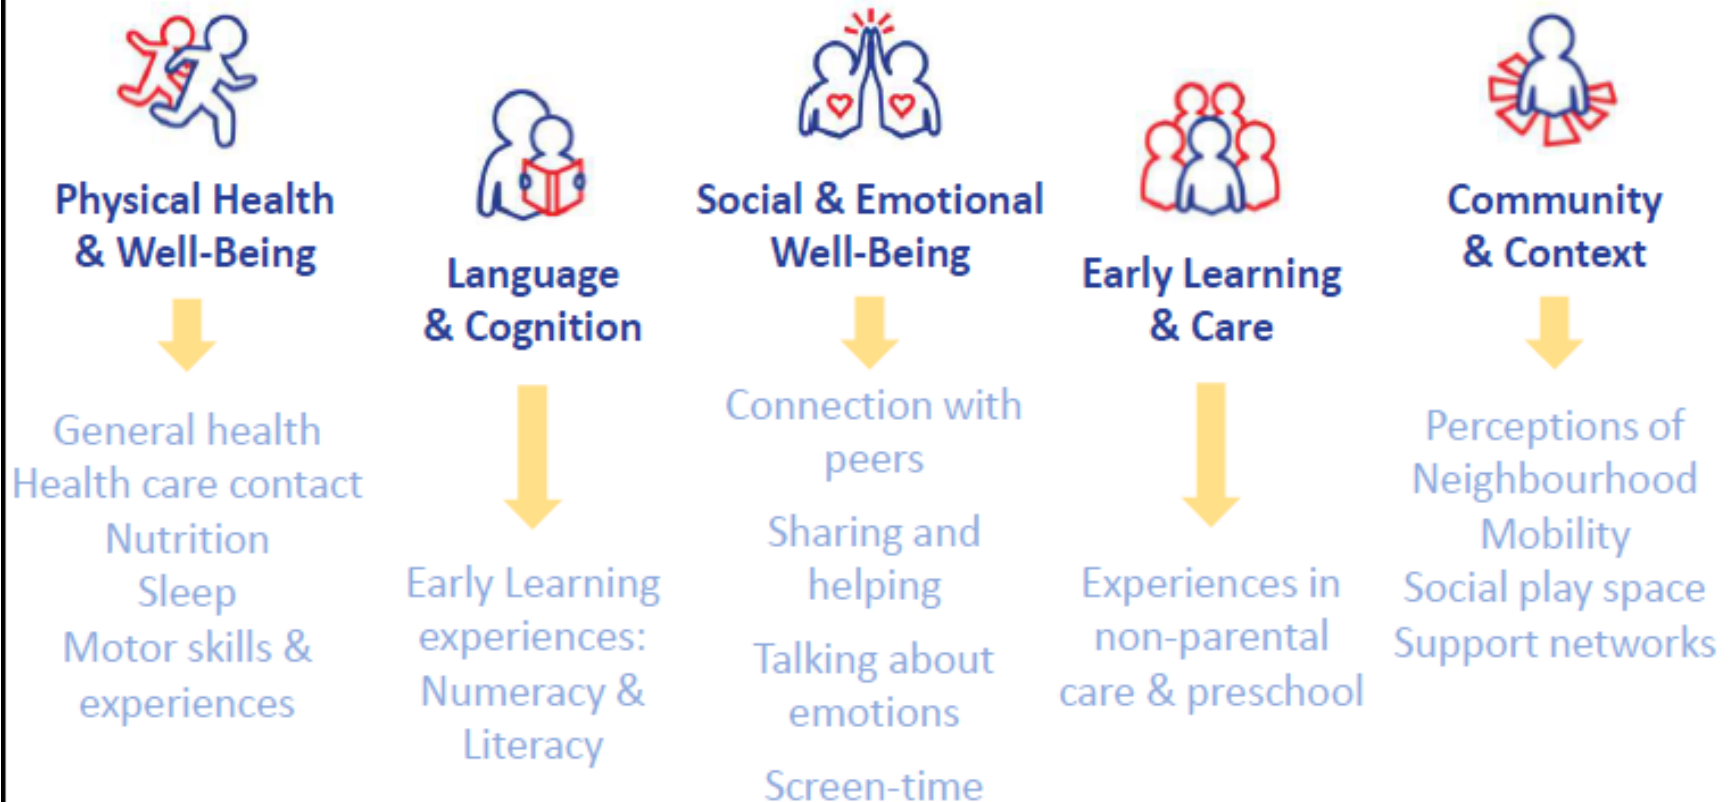 Physical Health
& Well-Being
General health
Health care contact
Nutrition
Sleep
Motor skills &
experiences
Language
& Cognition
Early Learning
experiences:
Numeracy &
Literacy
Social & Emotional
Well-Being
Connection with
peers
Sharing and
helping
Talking about
emotions
Screen-time
Early Learning
& Care
Experiences in
non-parental
care & preschool
Community
& Context
Perceptions of
Neighbourhood
Mobility
Social play space
Support networks